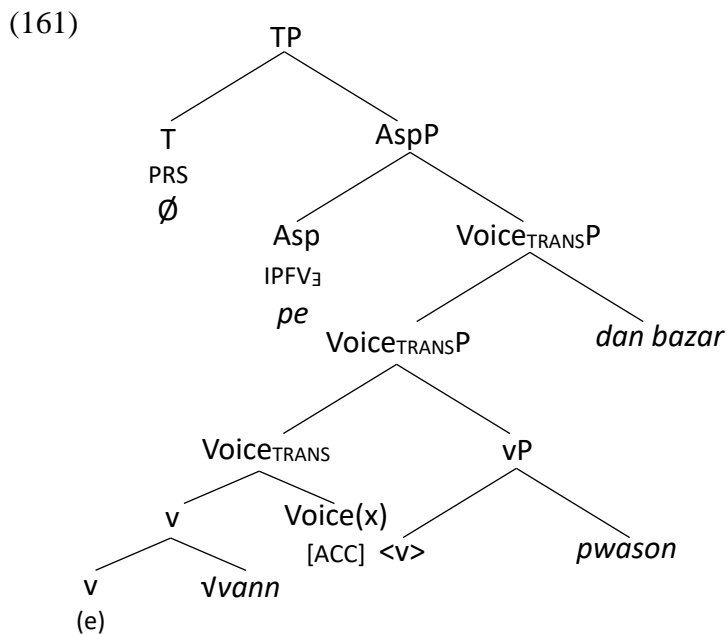 (161)
TP
T AspP
PRS
Ø
Asp VoiceTRANSP
IPFV∃
pe
VoiceTRANSP dan bazar
VoiceTRANS vP
v Voice(x)
[ACC] <v> pwason
v √vann
(e)